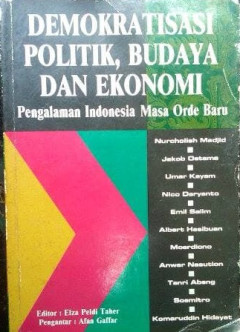 DEMOKRATISASI
POLITIK, BUDAYA
DAN EKONOMI
Pengalaman Indonesia Masa Orde Baru
Nurcholish Madjid
Jakob Oetama
Umar Kayam
Nico Daryanto
Emil Salim
Albert Hasibuan
Moerdiono
Anwar Nasution
Tanri Abeng
Soemitro
Komaruddin Hidayat
Editor : Elza Peldi Taher
Pengantar : Afan Gaffar